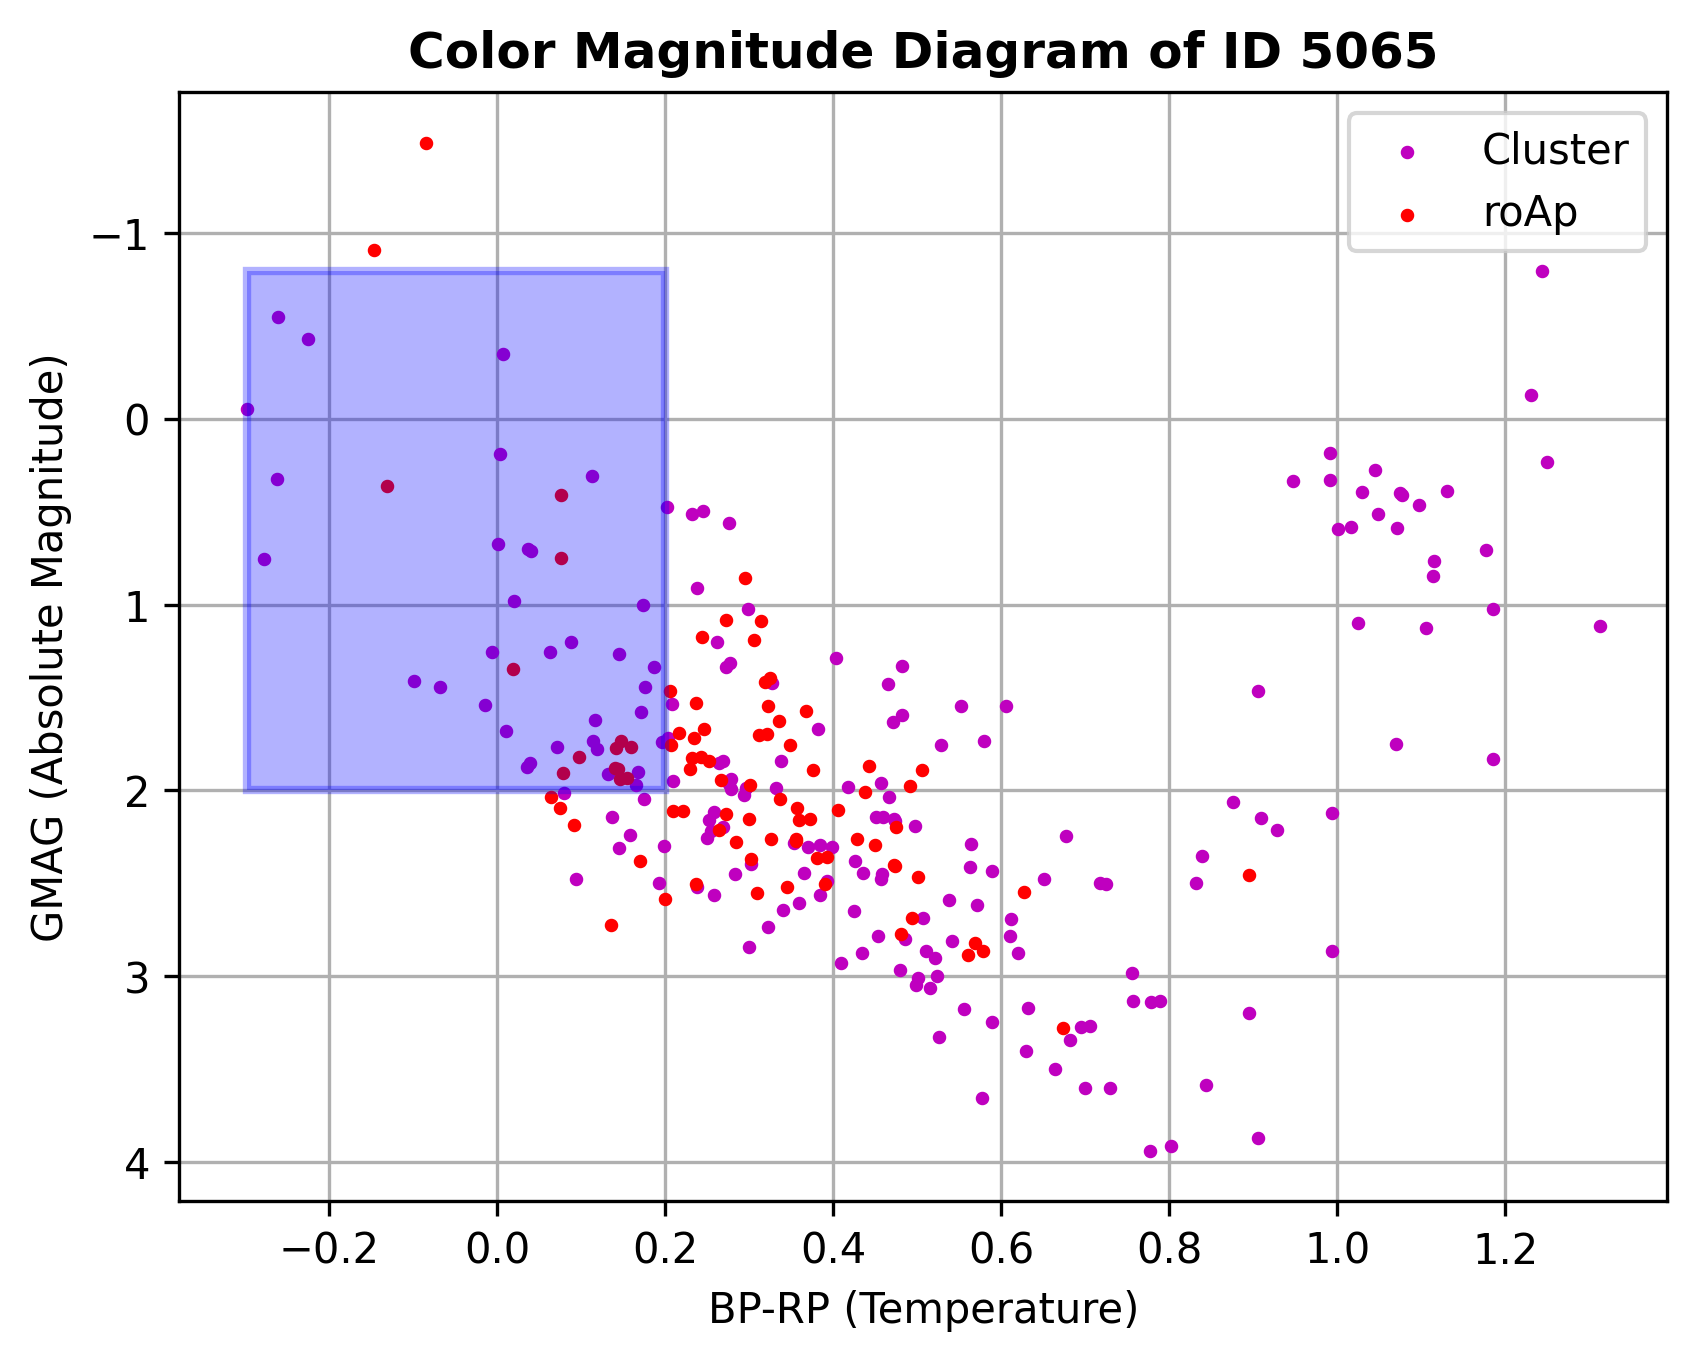 Color Magnitude Diagram of ID 5065
Cluster
roAp
−1
0
1
2
3
4
GMAG (Absolute Magnitude)
−0.2 0.0 0.2 0.4 0.6 0.8 1.0 1.2
BP-RP (Temperature)